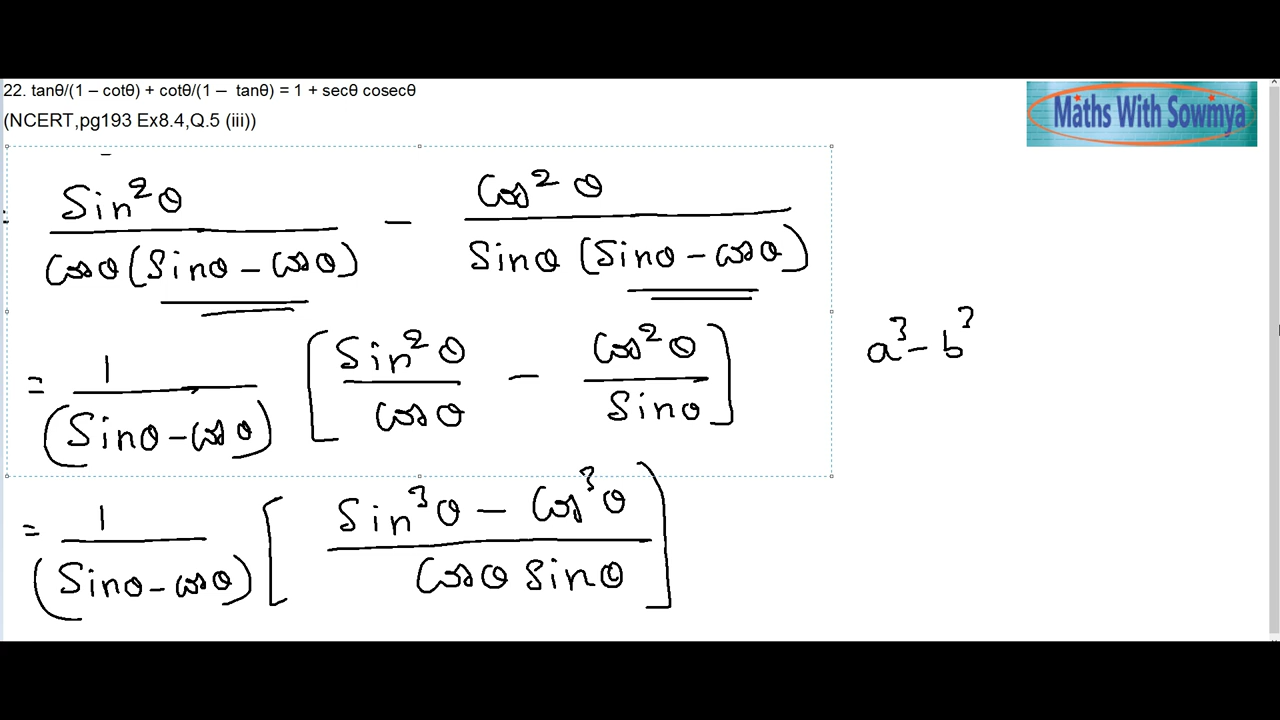 22. tanθ/(1 – cotθ) + cotθ/(1 – tanθ) = 1 + secθ cosecθ
Maths With Sowmya
(NCERT,pg193 Ex8.4,Q.5 (iii))
Sin²θ / Cosθ(Sinθ – Cosθ) – Cos²θ / Sinθ (Sinθ – Cosθ)
= 1 / (Sinθ – Cosθ) [ Sin²θ / Cosθ – Cos²θ / Sinθ ]
a³ – b³
= 1 / (Sinθ – Cosθ) [ Sin³θ – Cos³θ / Cosθ Sinθ ]